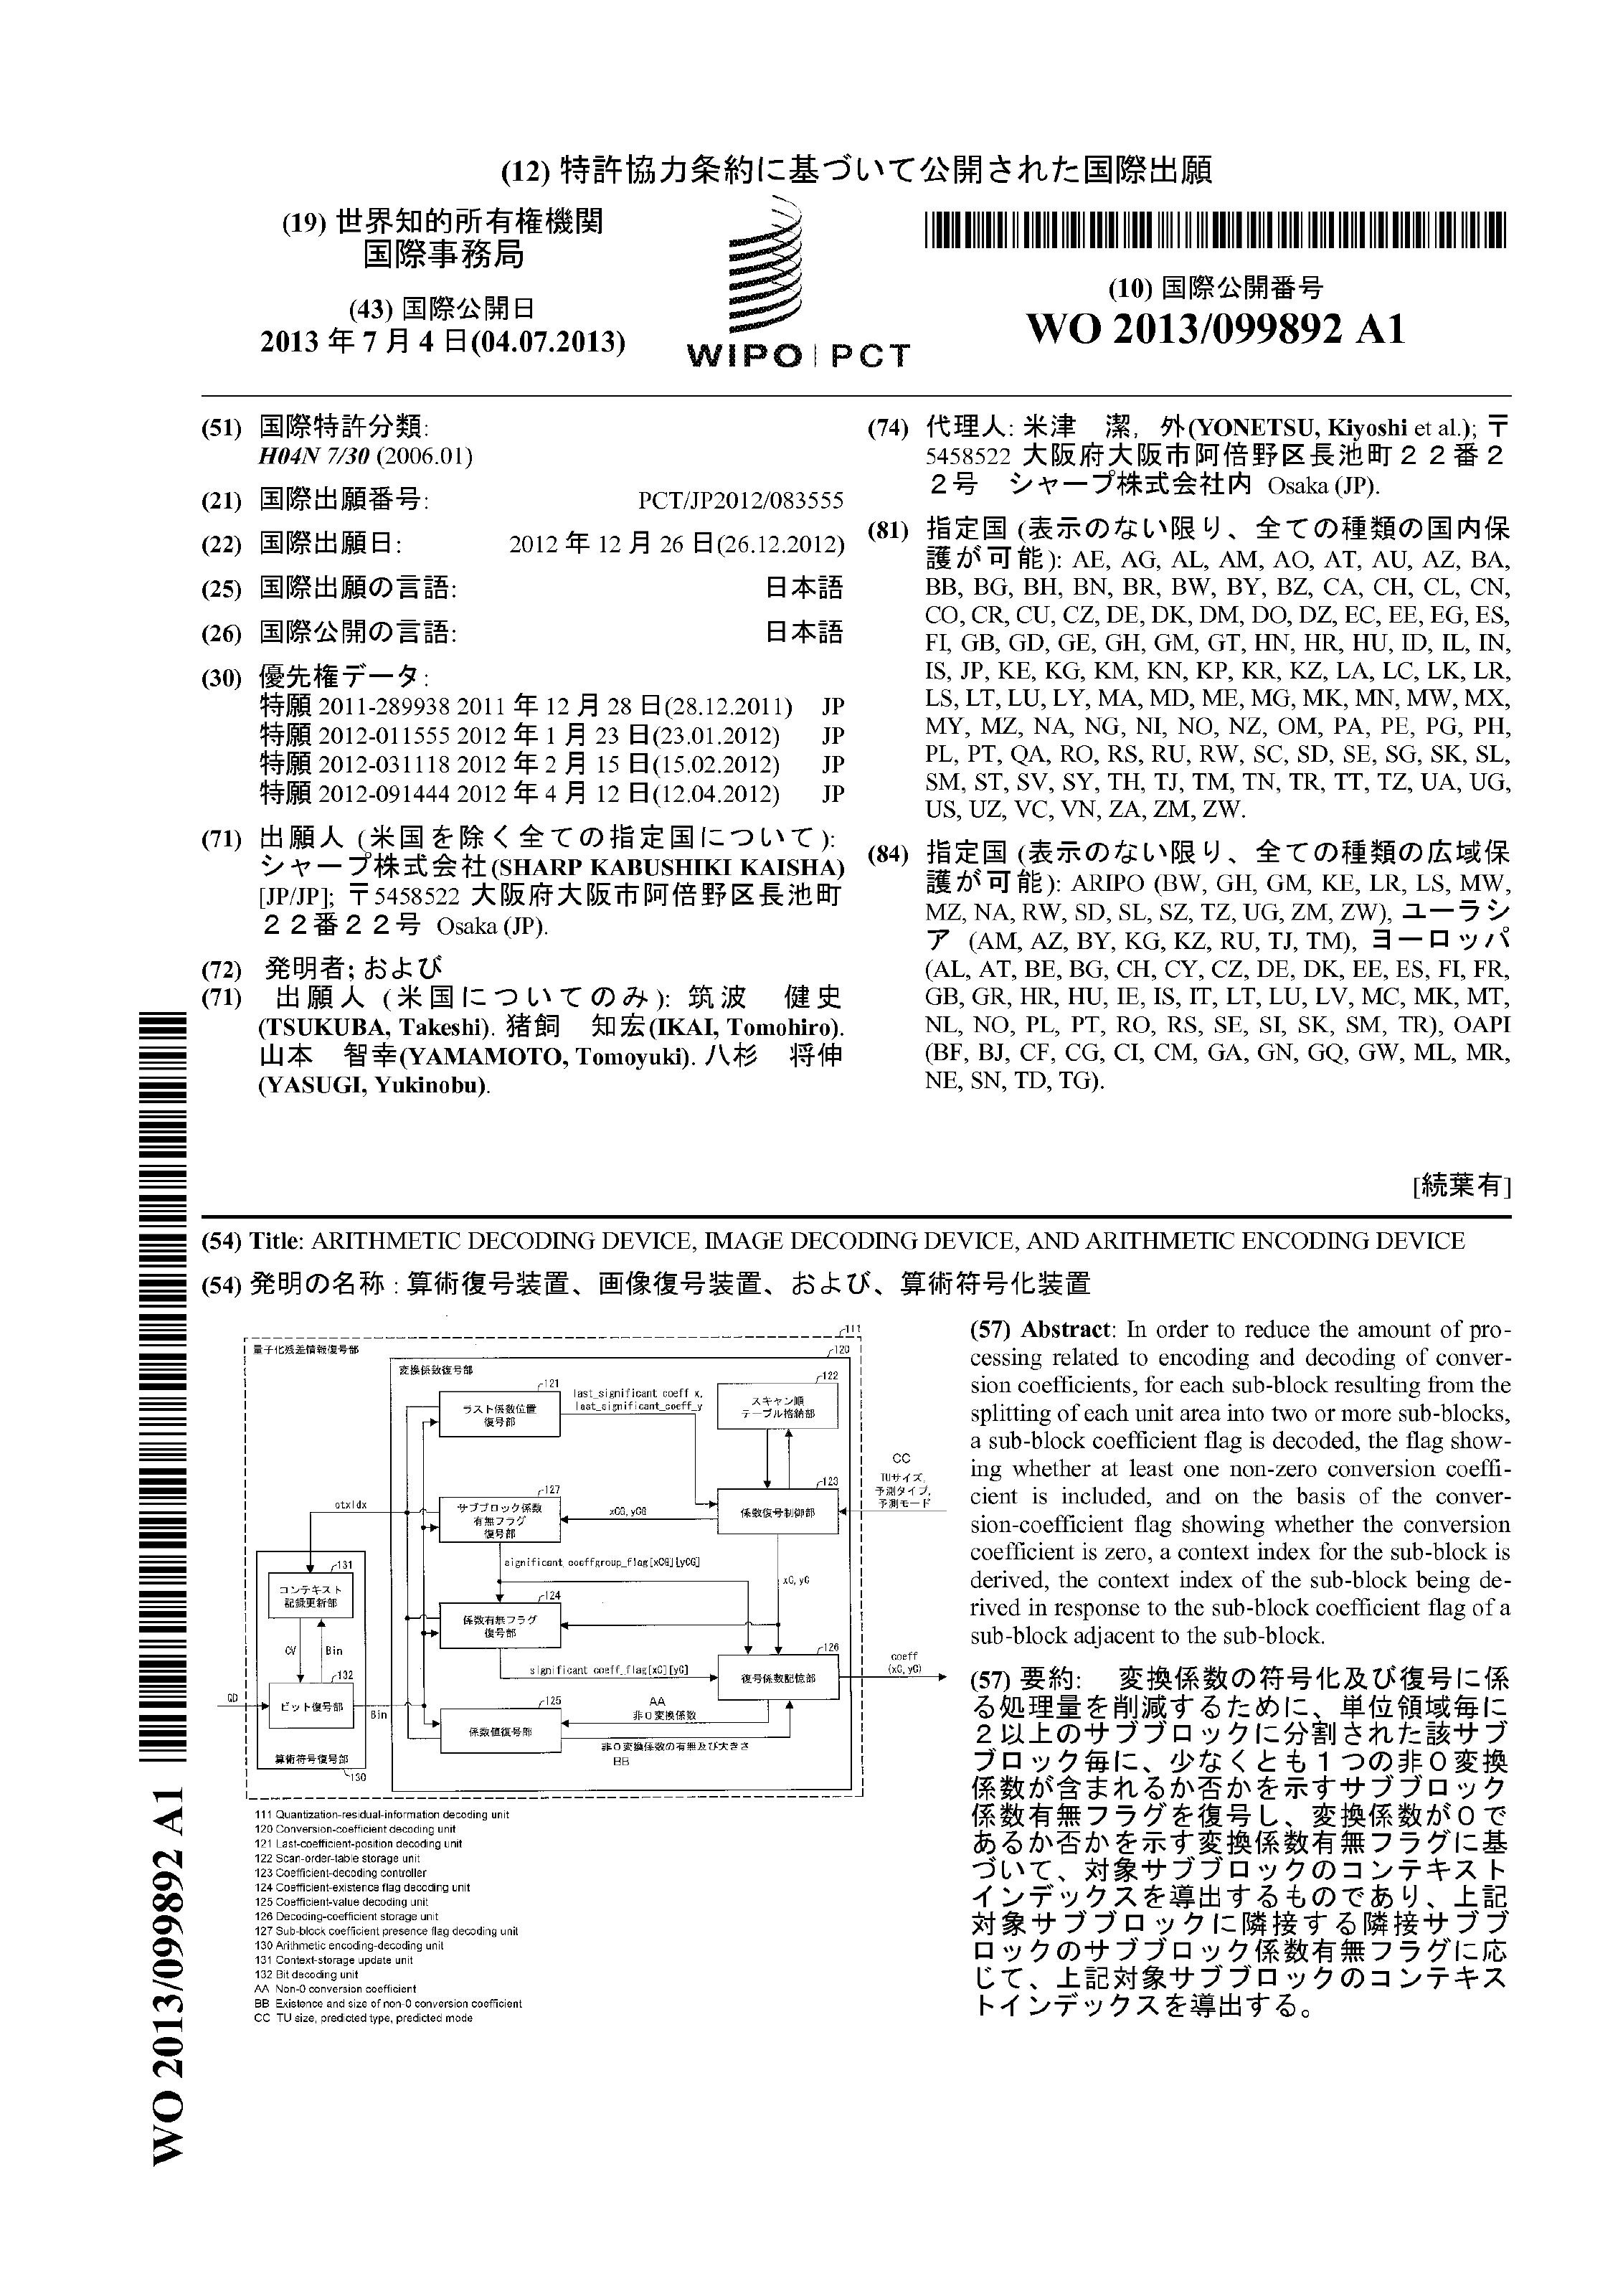 (12) 特許協力条約に基づいて公開された国際出願
(19) 世界知的所有権機関
国際事務局
(43) 国際公開日
2013 年 7 月 4 日(04.07.2013)
WIPO | PCT
(10) 国際公開番号
WO 2013/099892 A1
(51) 国際特許分類:
H04N 7/30 (2006.01)
(21) 国際出願番号: PCT/JP2012/083555
(22) 国際出願日: 2012 年 12 月 26 日(26.12.2012)
(25) 国際出願の言語: 日本語
(26) 国際公開の言語: 日本語
(30) 優先権データ:
特願 2011-289938 2011 年 12 月 28 日(28.12.2011) JP
特願 2012-011555 2012 年 1 月 23 日(23.01.2012) JP
特願 2012-031118 2012 年 2 月 15 日(15.02.2012) JP
特願 2012-091444 2012 年 4 月 12 日(12.04.2012) JP
(71) 出願人 (米国を除く全ての指定国について):
シャープ株式会社(SHARP KABUSHIKI KAISHA)
[JP/JP]; 〒5458522 大阪府大阪市阿倍野区長池町
２２番２２号 Osaka (JP).
(72) 発明者; および
(71) 出願人 (米国についてのみ): 筑波 健史
(TSUKUBA, Takeshi). 猪飼 知宏(IKAI, Tomohiro).
山本 智幸(YAMAMOTO, Tomoyuki). 八杉 将伸
(YASUGI, Yukinobu).
(74) 代理人: 米津 潔, 外(YONETSU, Kiyoshi et al.); 〒
5458522 大阪府大阪市阿倍野区長池町２２番２
２号 シャープ株式会社内 Osaka (JP).
(81) 指定国 (表示のない限り、全ての種類の国内保
護が可能): AE, AG, AL, AM, AO, AT, AU, AZ, BA,
BB, BG, BH, BN, BR, BW, BY, BZ, CA, CH, CL, CN,
CO, CR, CU, CZ, DE, DK, DM, DO, DZ, EC, EE, EG, ES,
FI, GB, GD, GE, GH, GM, GT, HN, HR, HU, ID, IL, IN,
IS, JP, KE, KG, KM, KN, KP, KR, KZ, LA, LC, LK, LR,
LS, LT, LU, LY, MA, MD, ME, MG, MK, MN, MW, MX,
MY, MZ, NA, NG, NI, NO, NZ, OM, PA, PE, PG, PH,
PL, PT, QA, RO, RS, RU, RW, SC, SD, SE, SG, SK, SL,
SM, ST, SV, SY, TH, TJ, TM, TN, TR, TT, TZ, UA, UG,
US, UZ, VC, VN, ZA, ZM, ZW.
(84) 指定国 (表示のない限り、全ての種類の広域保
護が可能): ARIPO (BW, GH, GM, KE, LR, LS, MW,
MZ, NA, RW, SD, SL, SZ, TZ, UG, ZM, ZW), ユーラシ
ア (AM, AZ, BY, KG, KZ, RU, TJ, TM), ヨーロッパ
(AL, AT, BE, BG, CH, CY, CZ, DE, DK, EE, ES, FI, FR,
GB, GR, HR, HU, IE, IS, IT, LT, LU, LV, MC, MK, MT,
NL, NO, PL, PT, RO, RS, SE, SI, SK, SM, TR), OAPI
(BF, BJ, CF, CG, CI, CM, GA, GN, GQ, GW, ML, MR,
NE, SN, TD, TG).
[続葉有]
(54) Title: ARITHMETIC DECODING DEVICE, IMAGE DECODING DEVICE, AND ARITHMETIC ENCODING DEVICE
(54) 発明の名称 : 算術復号装置、画像復号装置、および、算術符号化装置
111
量子化残差情報復号部
120
変換係数復号部
121
ラスト係数位置
復号部
last_significant_coeff_x,
last_significant_coeff_y
122
スキャン順
テーブル格納部
CC
TUサイズ,
予測タイプ,
予測モード
123
係数復号制御部
127
サブブロック係数
有無フラグ
復号部
xCG, yCG
ctxIdx
significant_coeffgroup_flag[xCG][yCG]
xC, yC
131
コンテキスト
記録更新部
124
係数有無フラグ
復号部
CV
Bin
significant_coeff_flag[xC][yC]
126
復号係数記憶部
coeff
(xC, yC)
QD
132
ビット復号部
Bin
125
係数値復号部
AA
非０変換係数
非０変換係数の有無及び大きさ
BB
算術符号復号部
130
111 Quantization-residual-information decoding unit
120 Conversion-coefficient decoding unit
121 Last-coefficient-position decoding unit
122 Scan-order-table storage unit
123 Coefficient-decoding controller
124 Coefficient-existence flag decoding unit
125 Coefficient-value decoding unit
126 Decoding-coefficient storage unit
127 Sub-block coefficient presence flag decoding unit
130 Arithmetic encoding-decoding unit
131 Context-storage update unit
132 Bit decoding unit
AA Non-0 conversion coefficient
BB Existence and size of non-0 conversion coefficient
CC TU size, predicted type, predicted mode
(57) Abstract: In order to reduce the amount of pro-
cessing related to encoding and decoding of conver-
sion coefficients, for each sub-block resulting from the
splitting of each unit area into two or more sub-blocks,
a sub-block coefficient flag is decoded, the flag show-
ing whether at least one non-zero conversion coeffi-
cient is included, and on the basis of the conver-
sion-coefficient flag showing whether the conversion
coefficient is zero, a context index for the sub-block is
derived, the context index of the sub-block being de-
rived in response to the sub-block coefficient flag of a
sub-block adjacent to the sub-block.
(57) 要約: 変換係数の符号化及び復号に係
る処理量を削減するために、単位領域毎に
２以上のサブブロックに分割された該サブ
ブロック毎に、少なくとも１つの非０変換
係数が含まれるか否かを示すサブブロック
係数有無フラグを復号し、変換係数が０で
あるか否かを示す変換係数有無フラグに基
づいて、対象サブブロックのコンテキスト
インデックスを導出するものであり、上記
対象サブブロックに隣接する隣接サブブ
ロックのサブブロック係数有無フラグに応
じて、上記対象サブブロックのコンテキス
トインデックスを導出する。
WO 2013/099892 A1